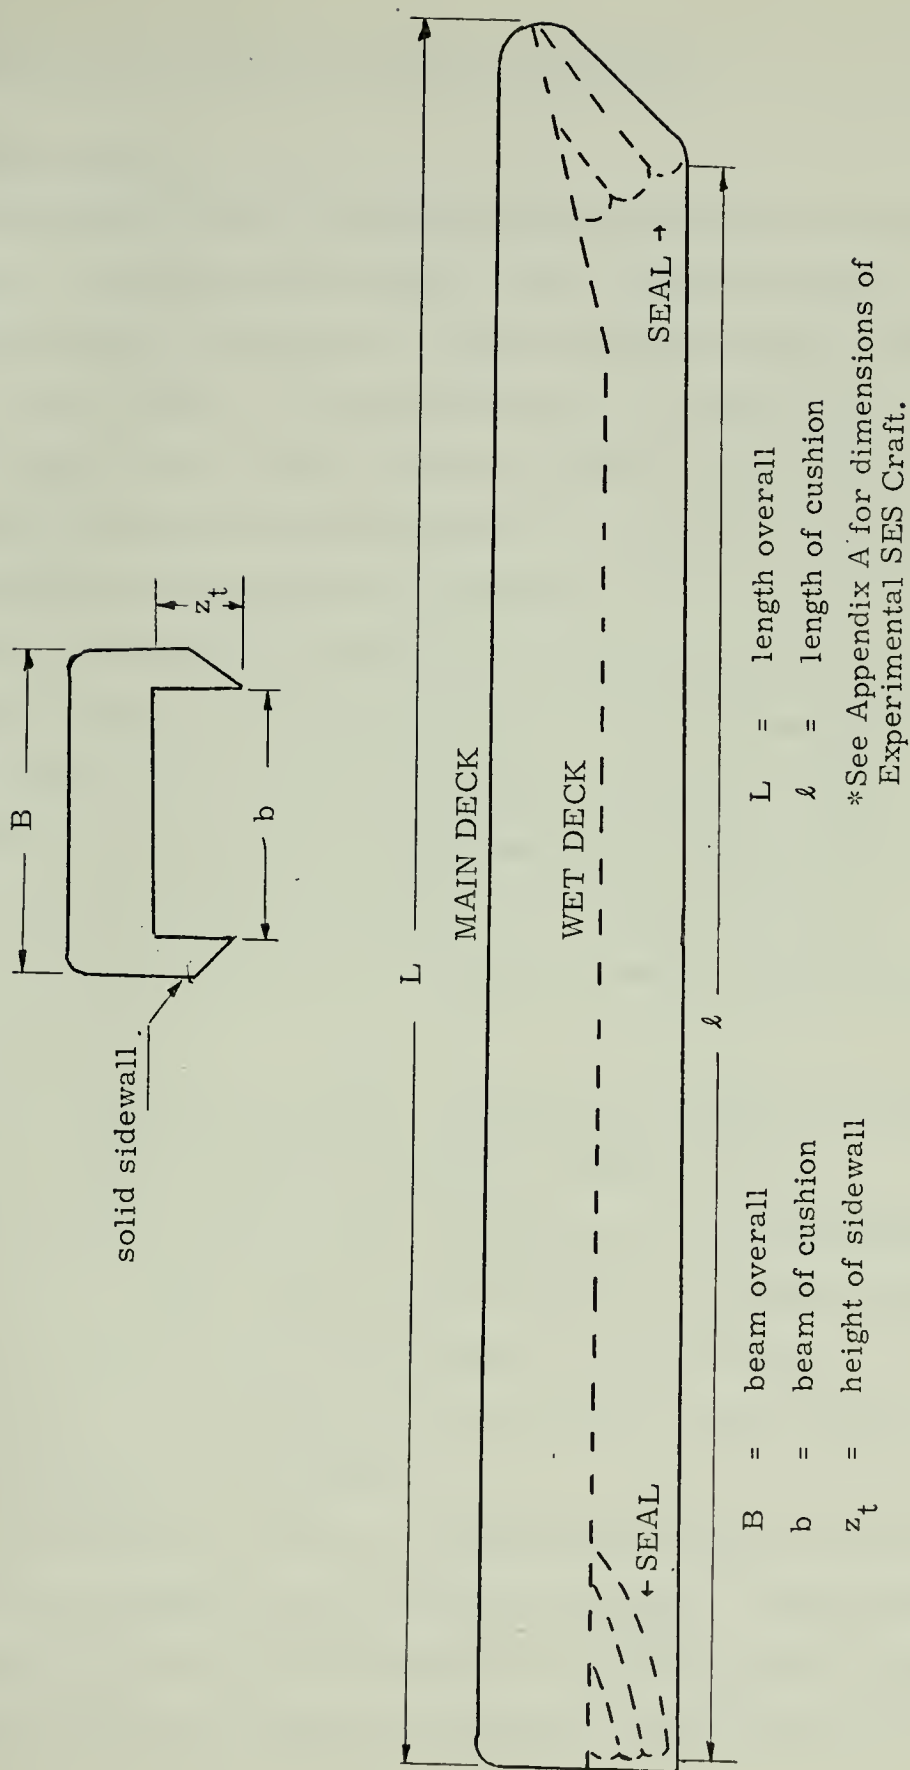 B
solid sidewall
z_t
b
L
MAIN DECK
WET DECK
←SEAL
SEAL →
ℓ
B = beam overall
b = beam of cushion
z_t = height of sidewall
L = length overall
ℓ = length of cushion
*See Appendix A for dimensions of
Experimental SES Craft.